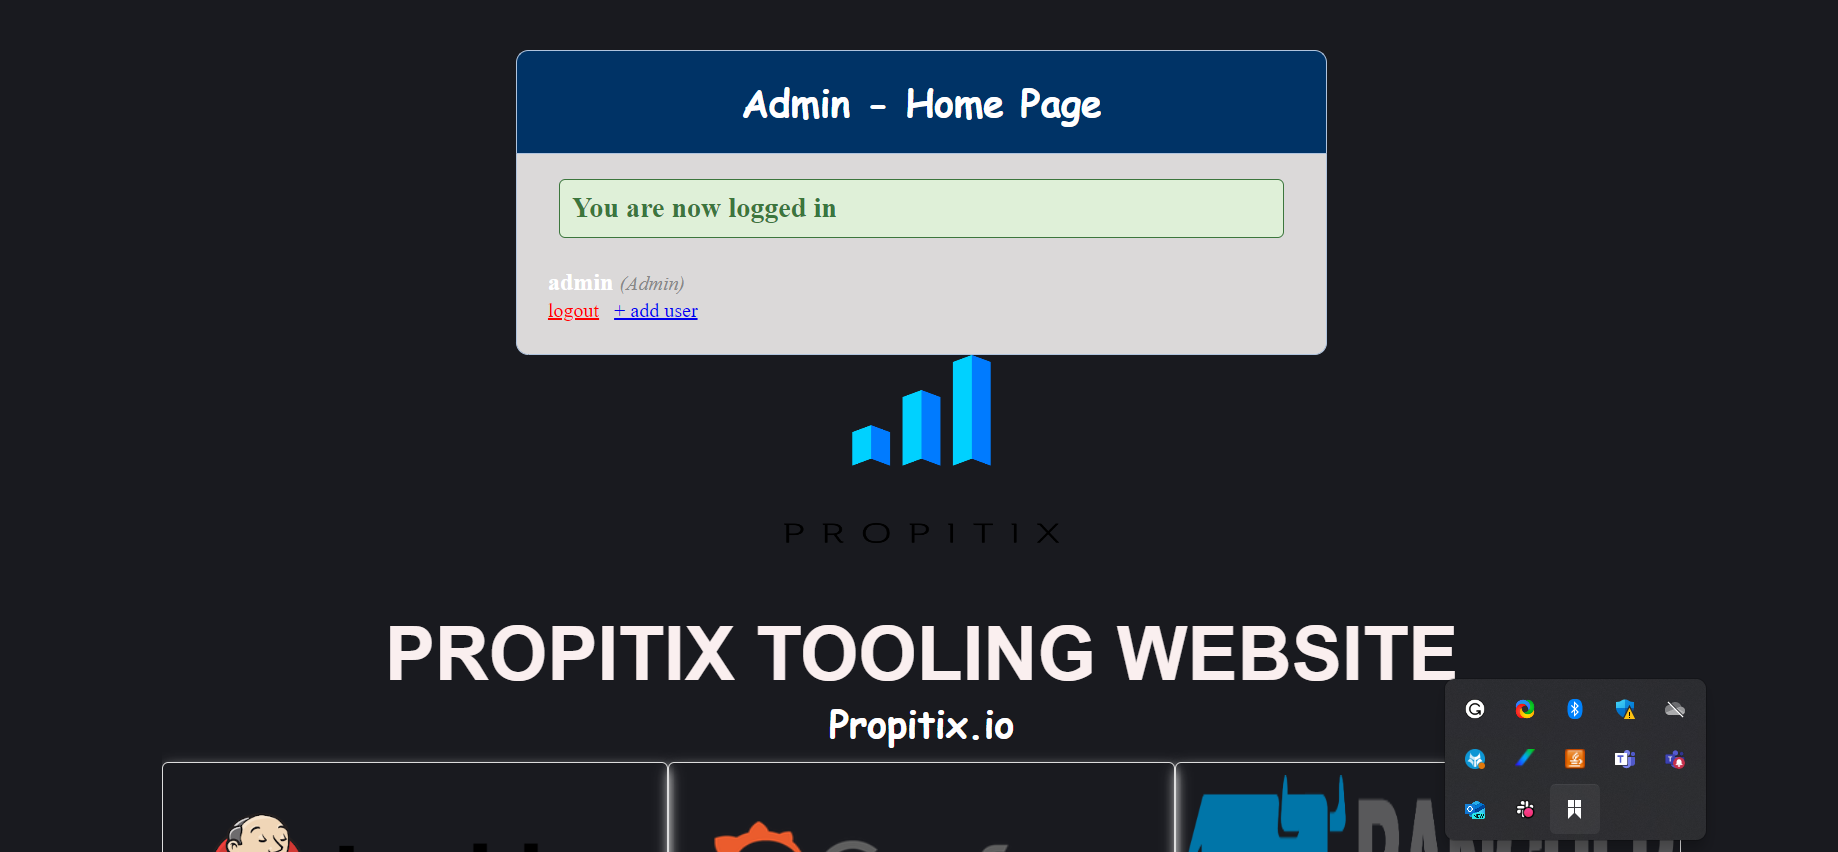 Admin - Home Page
You are now logged in
admin (Admin)
logout + add user
PROPITIX
PROPITIX TOOLING WEBSITE
Propitix.io